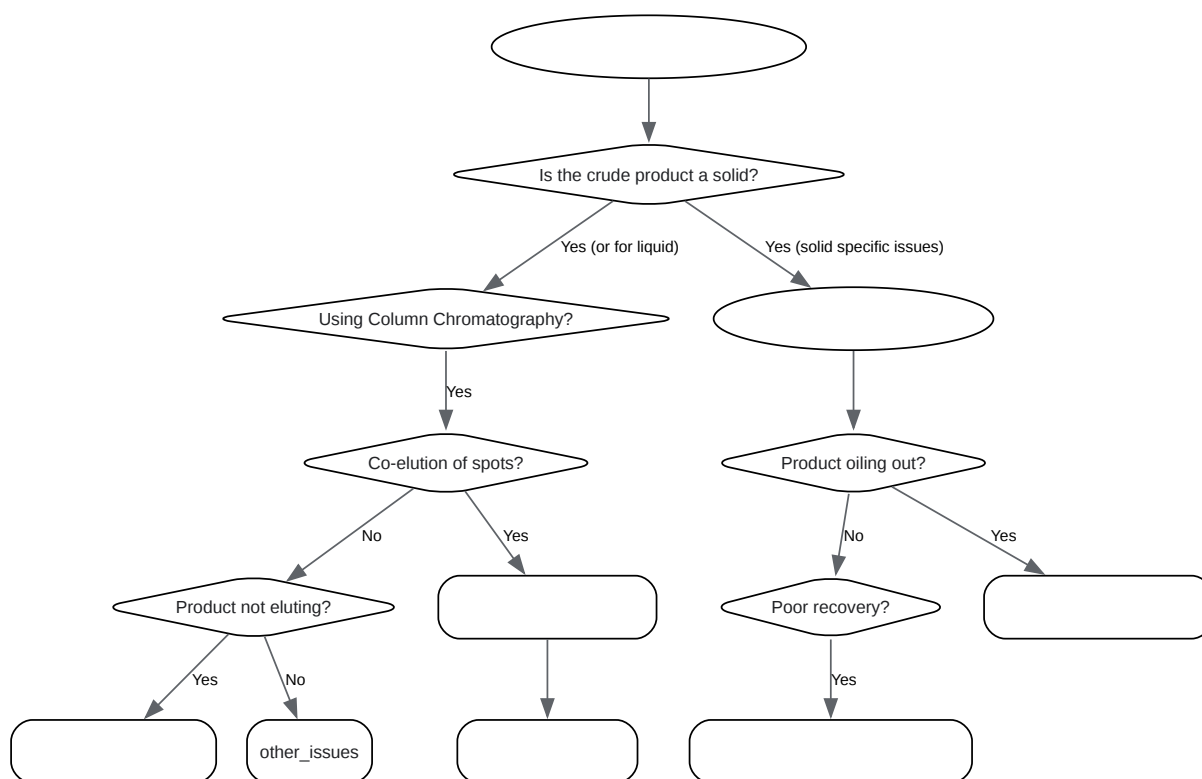 Is the crude product a solid?
Yes (or for liquid)
Yes (solid specific issues)
Using Column Chromatography?
Yes
Co-elution of spots?
Product oiling out?
No
Yes
No
Yes
Product not eluting?
Poor recovery?
Yes
No
Yes
other_issues